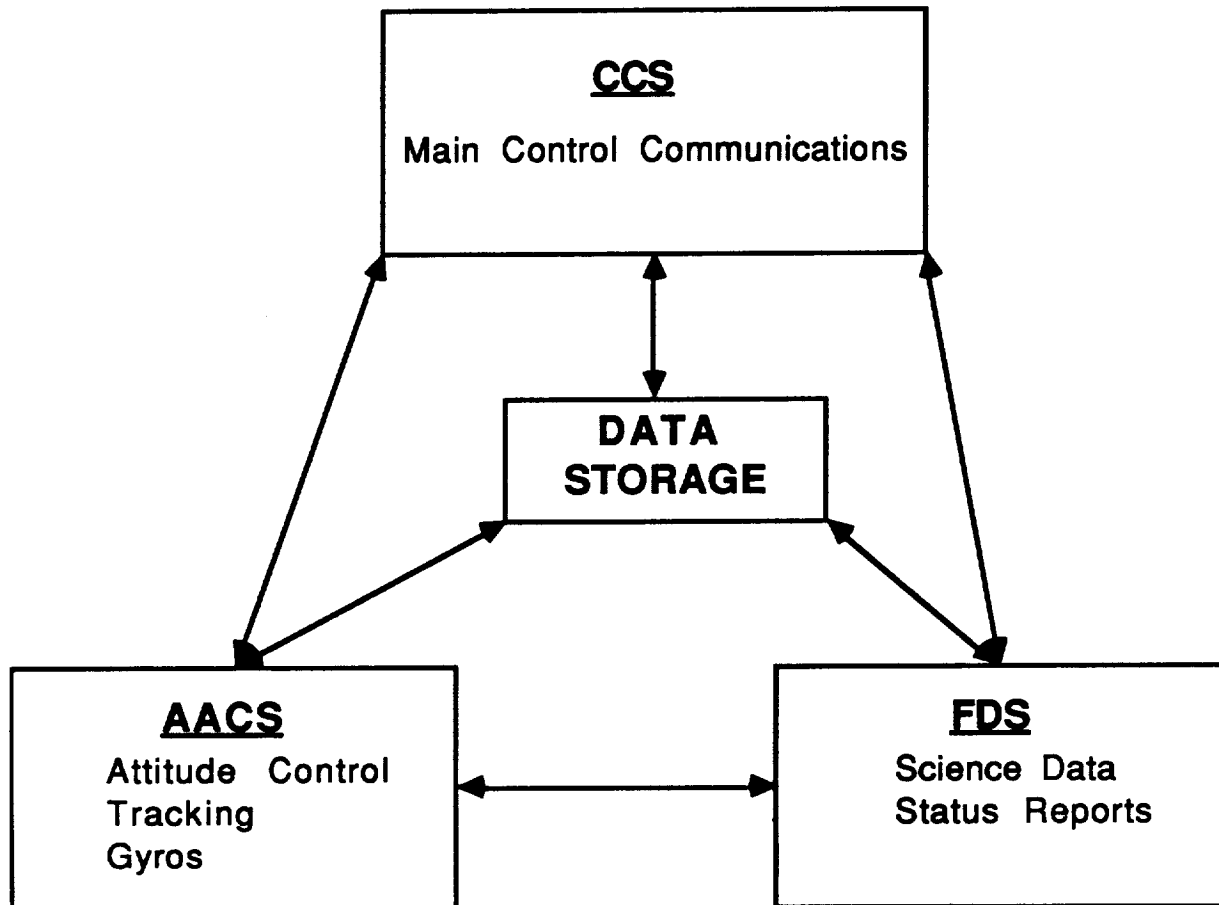 CCS
Main Control Communications
DATA
STORAGE
AACS
Attitude Control
Tracking
Gyros
FDS
Science Data
Status Reports